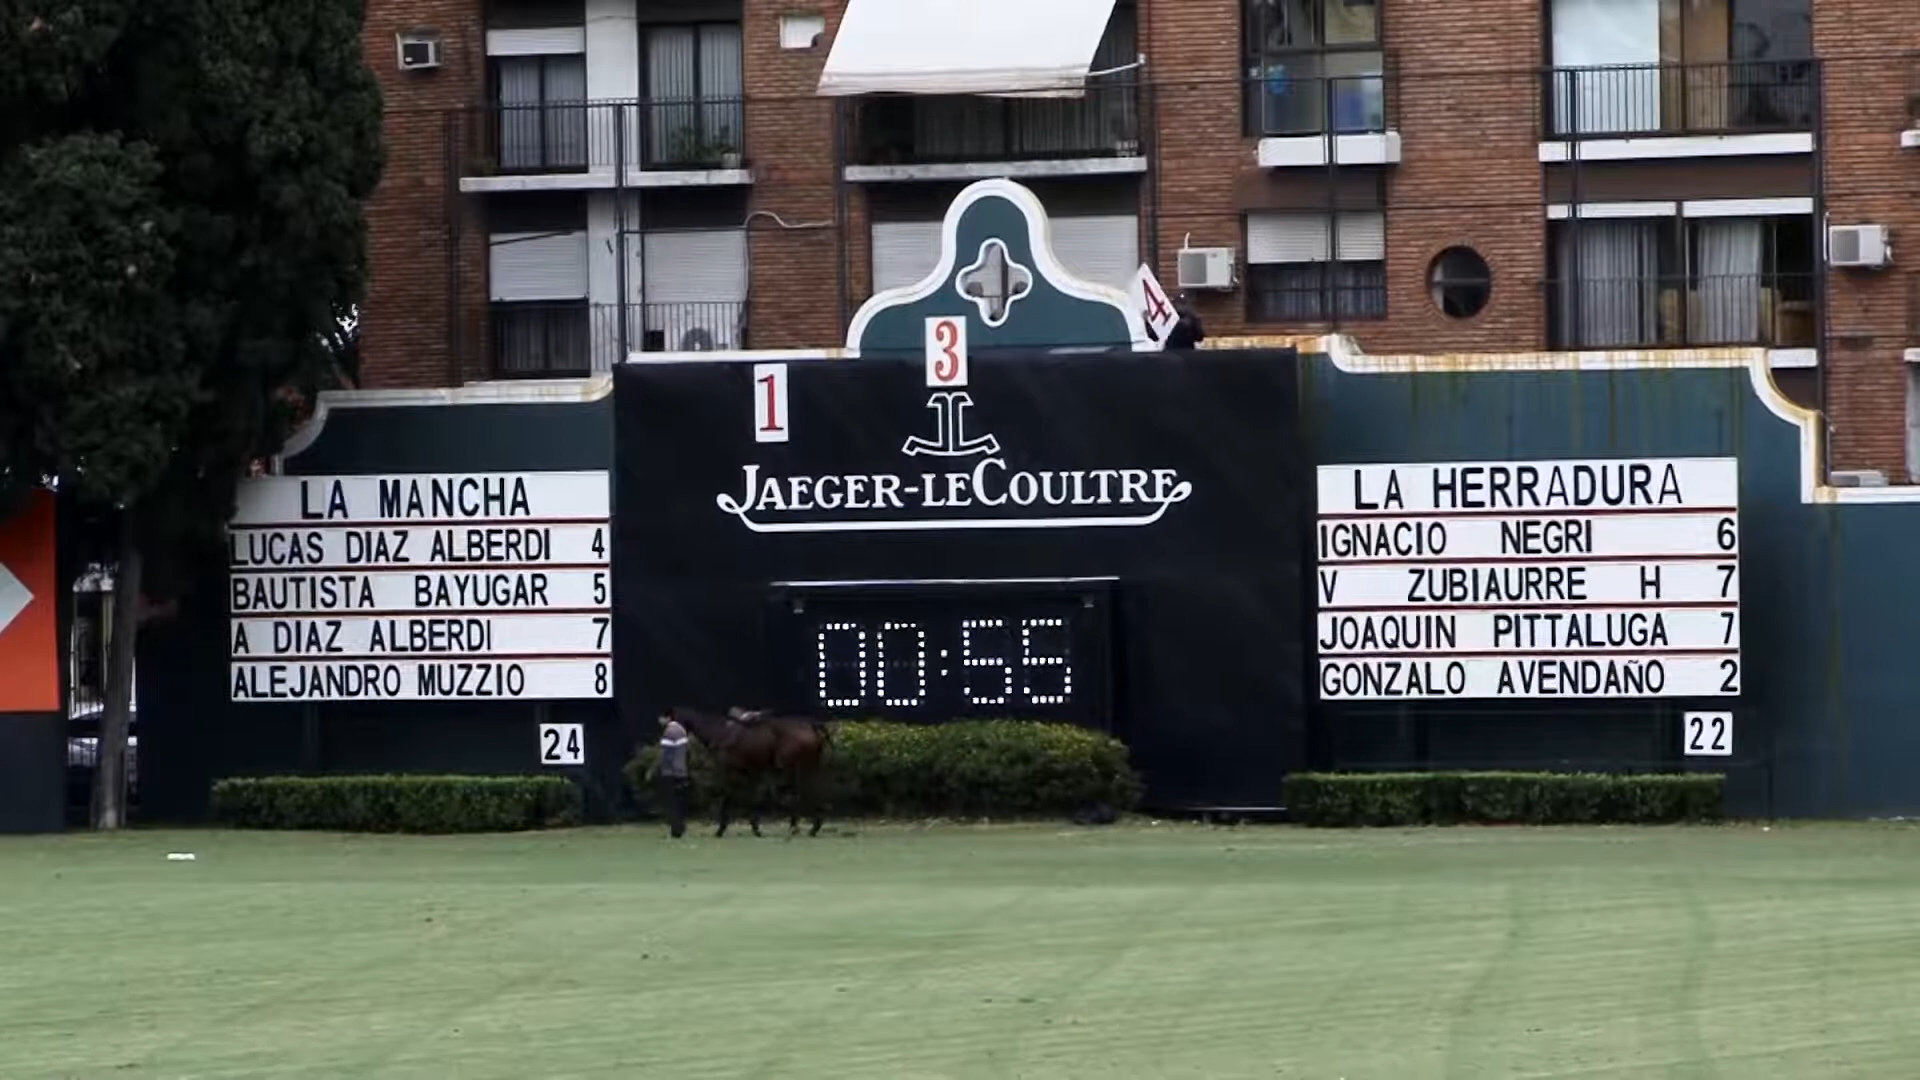 4
3
1
JAEGER-LECOULTRE
LA MANCHA
LUCAS DIAZ ALBERDI 4
BAUTISTA BAYUGAR 5
A DIAZ ALBERDI 7
ALEJANDRO MUZZIO 8
24
00:55
LA HERRADURA
IGNACIO NEGRI 6
V ZUBIAURRE H 7
JOAQUIN PITTALUGA 7
GONZALO AVENDAÑO 2
22